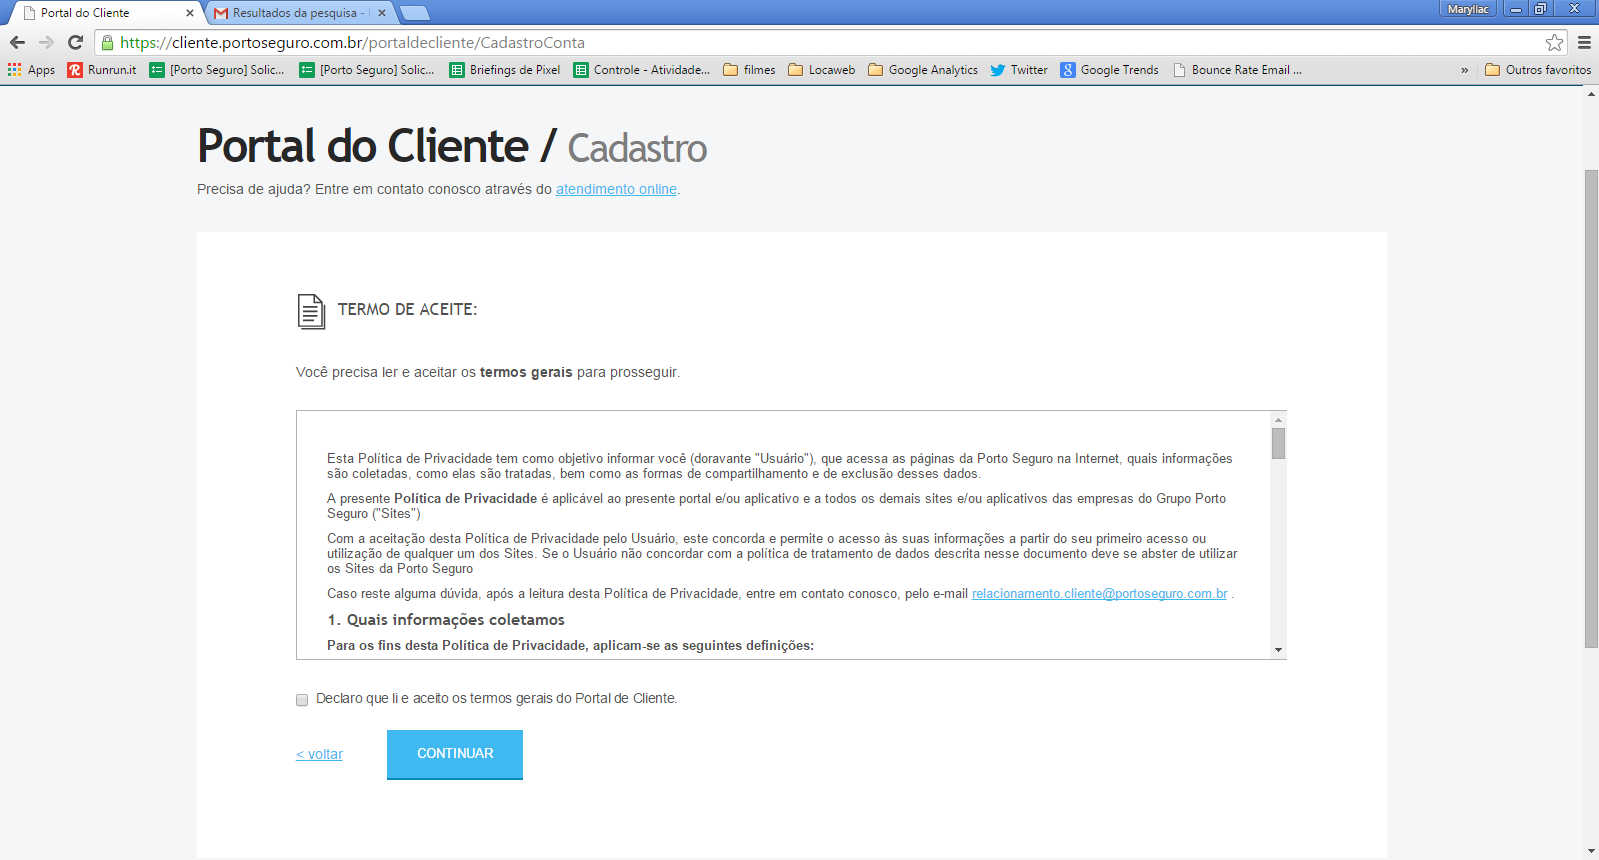 Portal do Cliente
Resultados da pesquisa -
Maryllac
https://cliente.portoseguro.com.br/portaldecliente/CadastroConta
Apps
Runrun.it
[Porto Seguro] Solic...
[Porto Seguro] Solic...
Briefings de Pixel
Controle - Atividade...
filmes
Locaweb
Google Analytics
Twitter
Google Trends
Bounce Rate Email ...
»
Outros favoritos
Portal do Cliente / Cadastro
Precisa de ajuda? Entre em contato conosco através do atendimento online.
TERMO DE ACEITE:
Você precisa ler e aceitar os termos gerais para prosseguir.
Esta Política de Privacidade tem como objetivo informar você (doravante "Usuário"), que acessa as páginas da Porto Seguro na Internet, quais informações
são coletadas, como elas são tratadas, bem como as formas de compartilhamento e de exclusão desses dados.
A presente Política de Privacidade é aplicável ao presente portal e/ou aplicativo e a todos os demais sites e/ou aplicativos das empresas do Grupo Porto
Seguro ("Sites")
Com a aceitação desta Política de Privacidade pelo Usuário, este concorda e permite o acesso às suas informações a partir do seu primeiro acesso ou
utilização de qualquer um dos Sites. Se o Usuário não concordar com a política de tratamento de dados descrita nesse documento deve se abster de utilizar
os Sites da Porto Seguro
Caso reste alguma dúvida, após a leitura desta Política de Privacidade, entre em contato conosco, pelo e-mail relacionamento.cliente@portoseguro.com.br .
1. Quais informações coletamos
Para os fins desta Política de Privacidade, aplicam-se as seguintes definições:
Declaro que li e aceito os termos gerais do Portal de Cliente.
< voltar
CONTINUAR